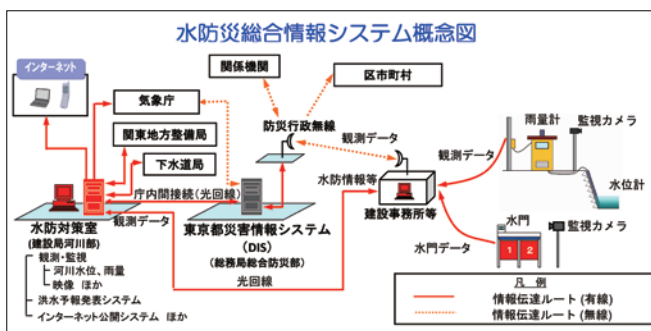 水防災総合情報システム概念図
インターネット
関係機関
区市町村
気象庁
関東地方整備局
下水道局
防災行政無線
観測データ
雨量計
監視カメラ
観測データ
水位計
水防情報等
庁内間接続(光回線)
観測データ
水防対策室
(建設局河川部)
観測・監視
河川水位、雨量
映像 ほか
洪水予報発表システム
インターネット公開システム ほか
東京都災害情報システム
(DIS)
(総務局総合防災部)
光回線
建設事務所等
水門
監視カメラ
1 2
水門データ
凡 例
情報伝達ルート (有線)
情報伝達ルート (無線)